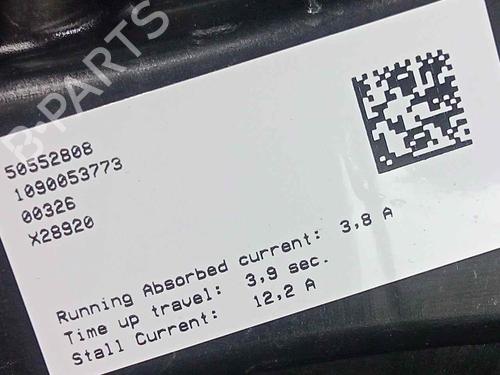 B-PARTS
50552808
1090053773
00326
X28920
Running Absorbed current: 3,8 A
Time up travel: 3,9 sec.
Stall Current: 12,2 A